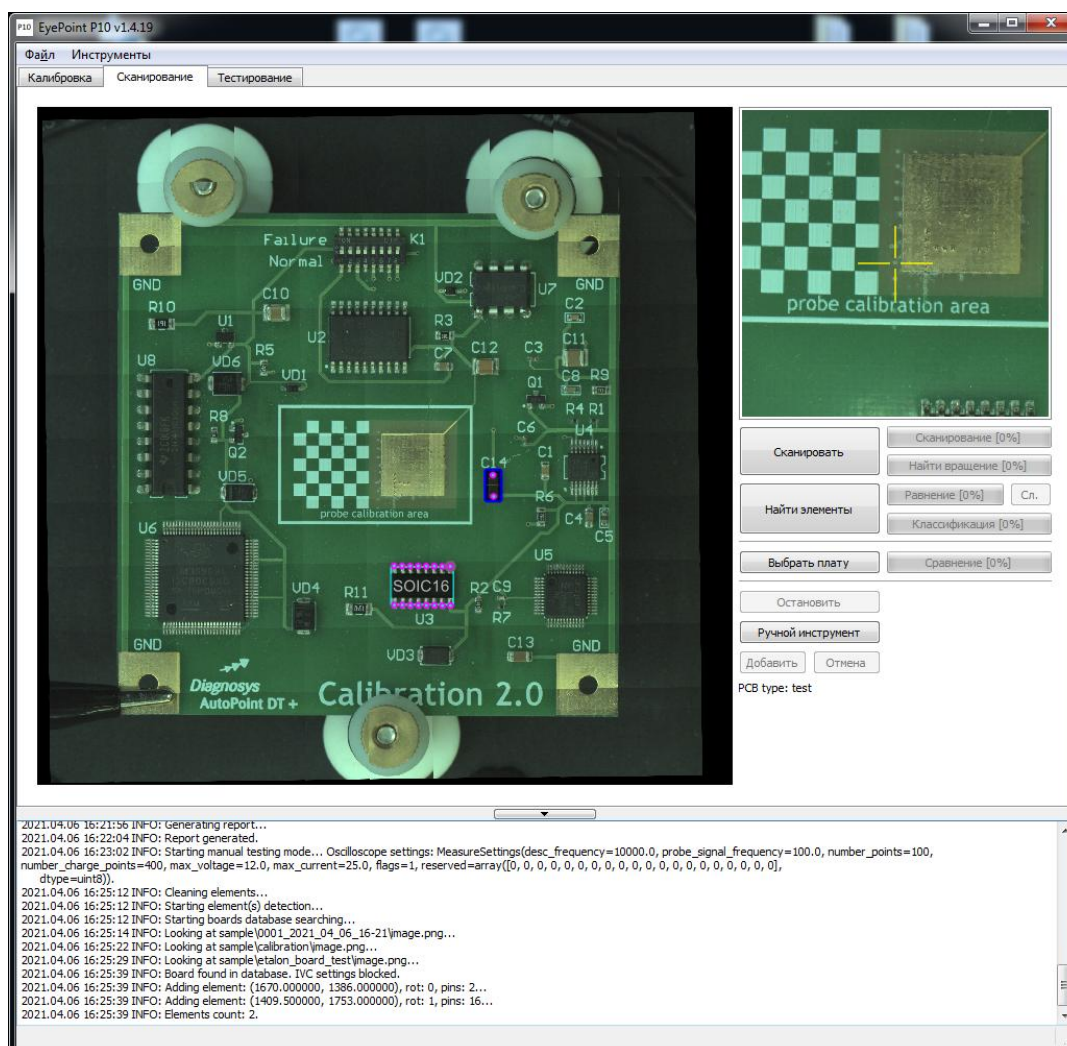 P10 EyePoint P10 v1.4.19
Файл Инструменты
Калибровка Сканирование Тестирование
Failure K1
Normal
GND
VD2
U7
GND
R10
C10
U1
U2
R3
C2
U8
VD6
R5
C7
C12
C3
C11
VD1
Q1
C8
R9
R8
Q2
C6
R4 R1
U4
VD5
C14
C1
probe calibration area
R6
C4
C5
U6
U5
VD4
R11
SOIC16
U3
R2 C9
R7
GND
VD3
C13
GND
Diagnosys
AutoPoint DT +
Calibration 2.0
probe calibration area
Сканировать
Сканирование [0%]
Найти вращение [0%]
Найти элементы
Равнение [0%] Сл.
Классификация [0%]
Выбрать плату
Сравнение [0%]
Остановить
Ручной инструмент
Добавить Отмена
PCB type: test
2021.04.06 16:21:56 INFO: Generating report...
2021.04.06 16:22:04 INFO: Report generated.
2021.04.06 16:23:02 INFO: Starting manual testing mode... Oscilloscope settings: MeasureSettings(desc_frequency=10000.0, probe_signal_frequency=100.0, number_points=100,
number_charge_points=400, max_voltage=12.0, max_current=25.0, flags=1, reserved=array([0, 0, 0, 0, 0, 0, 0, 0, 0, 0, 0, 0, 0, 0, 0, 0, 0, 0, 0, 0],
dtype=uint8)).
2021.04.06 16:25:12 INFO: Cleaning elements...
2021.04.06 16:25:12 INFO: Starting element(s) detection...
2021.04.06 16:25:12 INFO: Starting boards database searching...
2021.04.06 16:25:14 INFO: Looking at sample\0001_2021_04_06_16-21\image.png...
2021.04.06 16:25:22 INFO: Looking at sample\calibration\image.png...
2021.04.06 16:25:29 INFO: Looking at sample\etalon_board_test\image.png...
2021.04.06 16:25:39 INFO: Board found in database. IVC settings blocked.
2021.04.06 16:25:39 INFO: Adding element: (1670.000000, 1386.000000), rot: 0, pins: 2...
2021.04.06 16:25:39 INFO: Adding element: (1409.500000, 1753.000000), rot: 1, pins: 16...
2021.04.06 16:25:39 INFO: Elements count: 2.